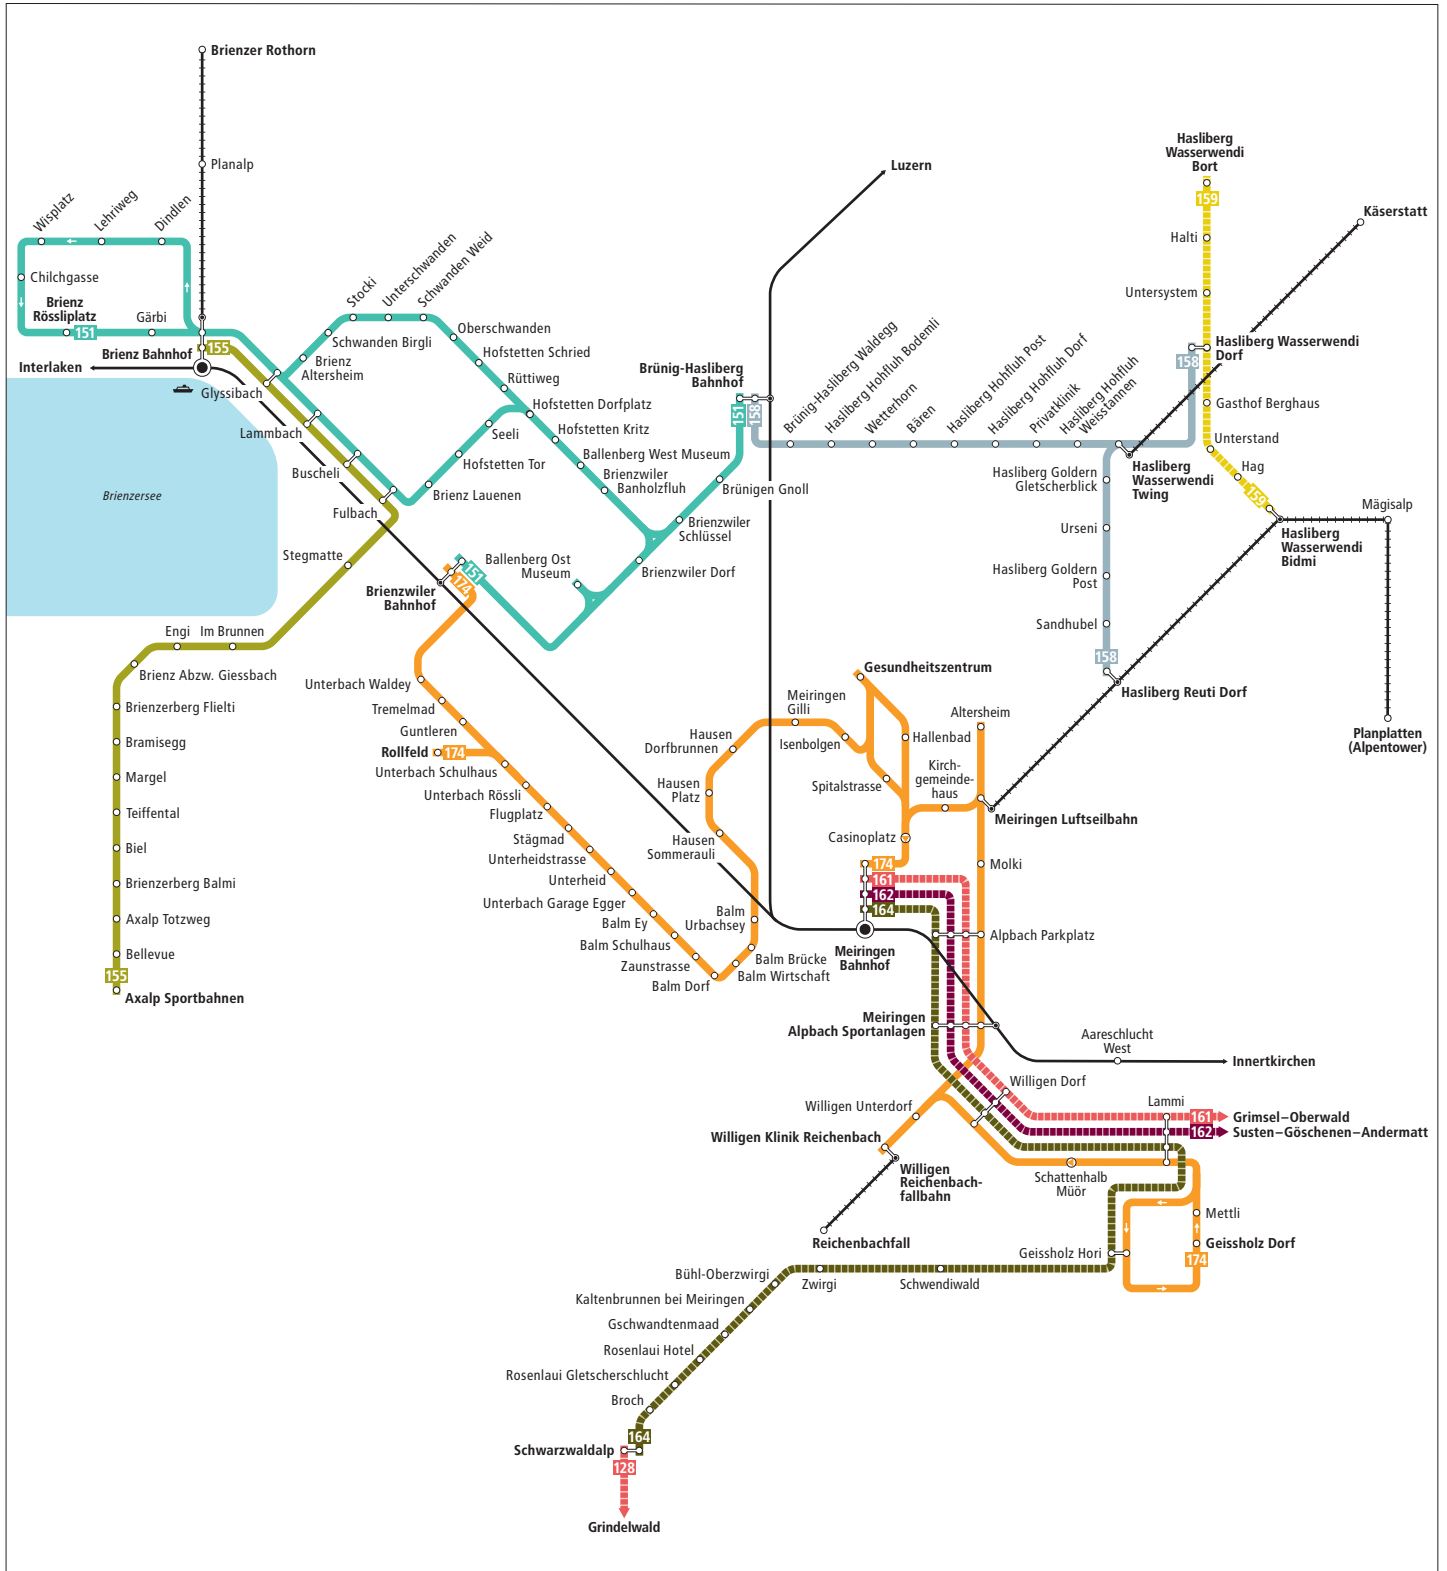 Brienzer Rothorn
Planalp
Wisplatz
Lehriweg
Dindlen
Chilchgasse
Brienz
Rössliplatz
151
Gärbi
Brienz Bahnhof
155
Interlaken
Glyssibach
Lammbach
Buscheli
Fulbach
Brienzersee
Stegmatte
Engi
Im Brunnen
Brienz Abzw. Giessbach
Brienzerberg Flielti
Bramisegg
Margel
Teiffental
Biel
Brienzerberg Balmi
Axalp Totzweg
Bellevue
155
Axalp Sportbahnen
Brienz
Altersheim
Schwanden Birgli
Stocki
Unterschwanden
Schwanden Weid
Oberschwanden
Hofstetten Schried
Rüttiweg
Hofstetten Dorfplatz
Seeli
Hofstetten Kritz
Hofstetten Tor
Ballenberg West Museum
Brienz Lauenen
Brienzwiler
Banholzfluh
Brünigen Gnoll
Brienzwiler
Schlüssel
Brienzwiler Dorf
Ballenberg Ost
Museum
151
174
Brienzwiler
Bahnhof
Luzern
Brünig-Hasliberg
Bahnhof
151
158
Brünig-Hasliberg Waldegg
Hasliberg Hohfluh Bodemli
Wetterhorn
Bären
Hasliberg Hohfluh Post
Hasliberg Hohfluh Dorf
Privatklinik
Hasliberg Hohfluh
Weisstannen
Hasliberg
Wasserwendi
Bort
159
Halti
Untersystem
Hasliberg Wasserwendi
Dorf
158
Gasthof Berghaus
Unterstand
Hag
159
Käserstatt
Hasliberg
Wasserwendi
Twing
Hasliberg Goldern
Gletscherblick
Urseni
Hasliberg Goldern
Post
Sandhubel
158
Hasliberg Reuti Dorf
Hasliberg
Wasserwendi
Bidmi
Mägisalp
Planplatten
(Alpentower)
Unterbach Waldey
Tremelmad
Guntleren
Rollfeld
174
Unterbach Schulhaus
Unterbach Rössli
Flugplatz
Stägmad
Unterheidstrasse
Unterheid
Unterbach Garage Egger
Balm Ey
Balm Schulhaus
Zaunstrasse
Balm Dorf
Balm Wirtschaft
Balm Brücke
Balm
Urbachsey
Hausen
Sommerauli
Hausen
Platz
Hausen
Dorfbrunnen
Meiringen
Gilli
Isenbolgen
Gesundheitszentrum
Hallenbad
Spitalstrasse
Casinoplatz
Kirch-
gemeinde-
haus
Altersheim
Meiringen Luftseilbahn
Molki
174
161
162
164
Meiringen
Bahnhof
Alpbach Parkplatz
Meiringen
Alpbach Sportanlagen
Aareschlucht
West
Innertkirchen
Willigen Dorf
Willigen Unterdorf
Willigen Klinik Reichenbach
Willigen
Reichenbach-
fallbahn
Reichenbachfall
Lammi
161
Grimsel–Oberwald
162
Susten–Göschenen–Andermatt
Schattenhalb
Müör
Mettli
Geissholz Dorf
174
Geissholz Hori
Schwendiwald
Zwirgi
Bühl-Oberzwirgi
Kaltenbrunnen bei Meiringen
Gschwandtenmaad
Rosenlaui Hotel
Rosenlaui Gletscherschlucht
Broch
164
Schwarzwaldalp
128
Grindelwald